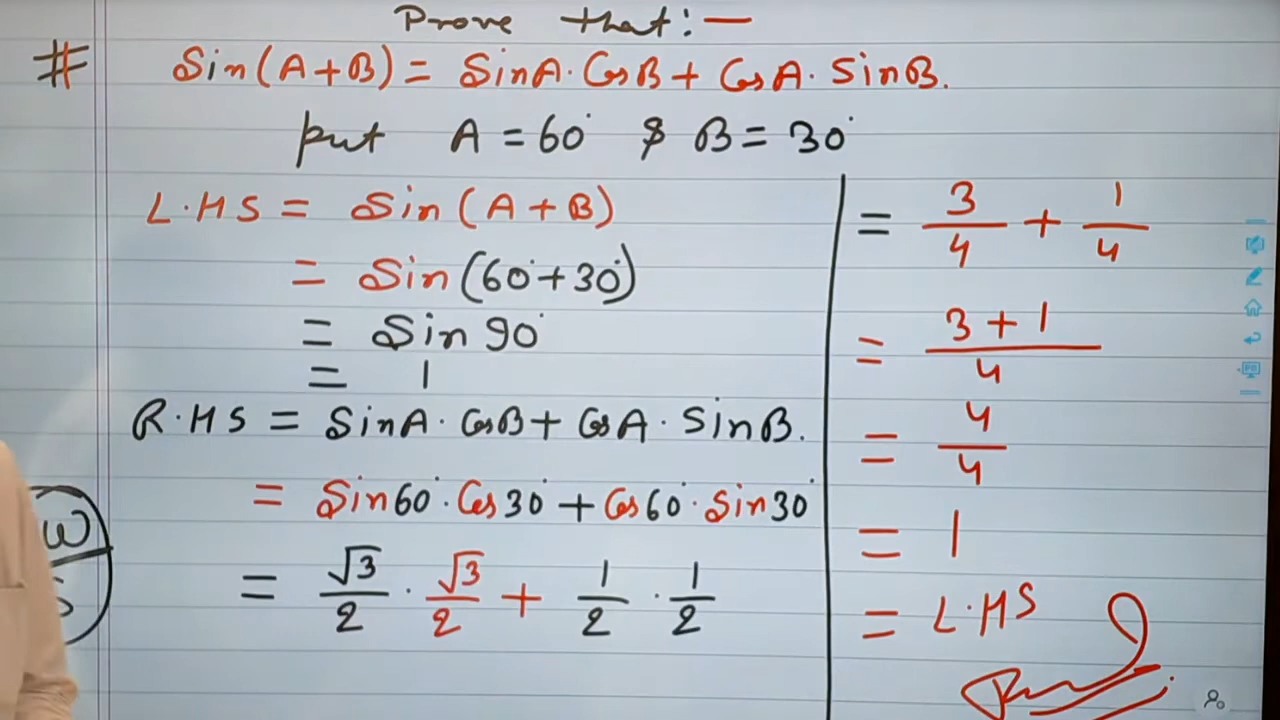 Prove that:—
# Sin(A+B) = SinA·CosB + CosA·SinB.
put A = 60° & B = 30°
L.HS = Sin(A+B)
= Sin(60°+30°)
= Sin 90°
= 1
R.HS = SinA·CosB + CosA·SinB.
= Sin60°·Cos30° + Cos60°·Sin30°
= √3/2 · √3/2 + 1/2 · 1/2
= 3/4 + 1/4
= 3+1/4
= 4/4
= 1
= L.HS
W